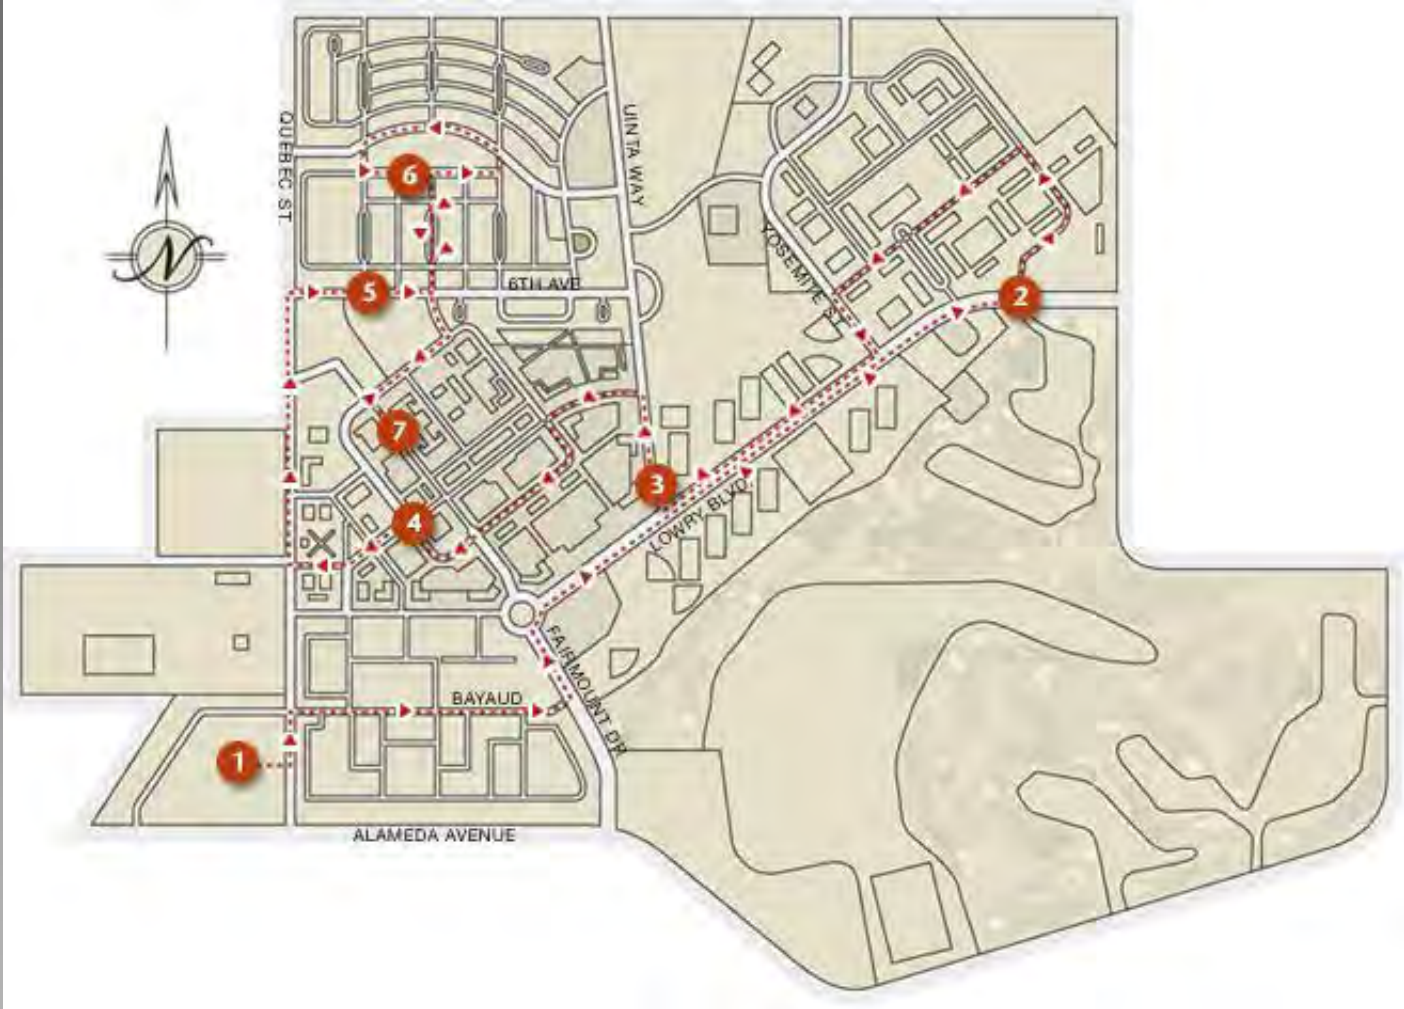 QUEBEC ST.
UINTA WAY
6
N
YOSEMITE ST.
5
6TH AVE
2
7
3
4
LOWRY BLVD
FAIRMOUNT DR
BAYAUD
1
ALAMEDA AVENUE